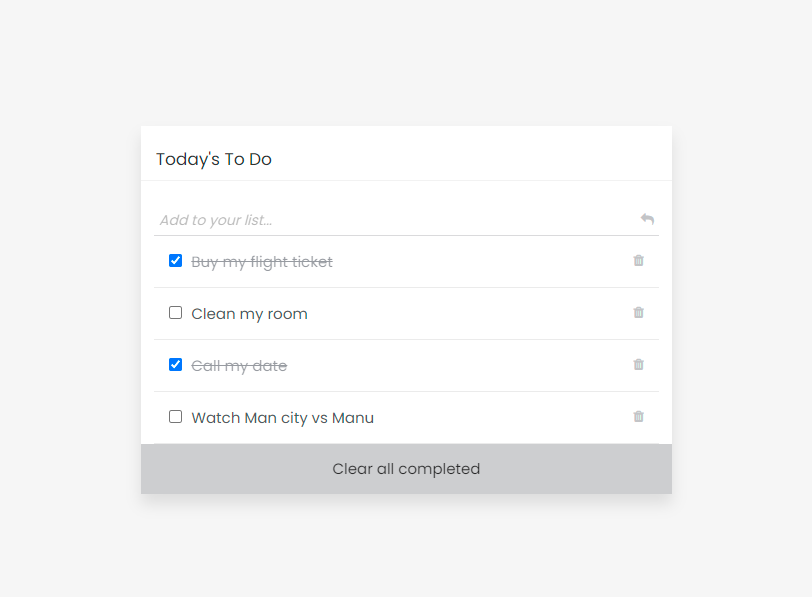 Today's To Do
Add to your list...
Buy my flight ticket
Clean my room
Call my date
Watch Man city vs Manu
Clear all completed